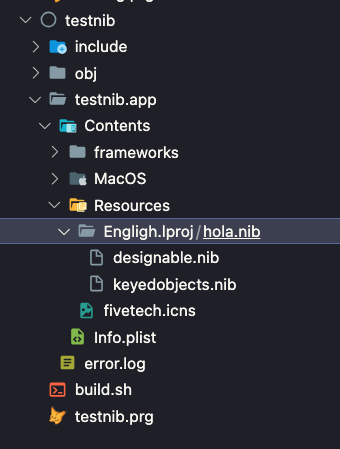 testnib
include
obj
testnib.app
Contents
frameworks
MacOS
Resources
Engligh.lproj / hola.nib
designable.nib
keyedobjects.nib
fivetech.icns
Info.plist
error.log
build.sh
testnib.prg